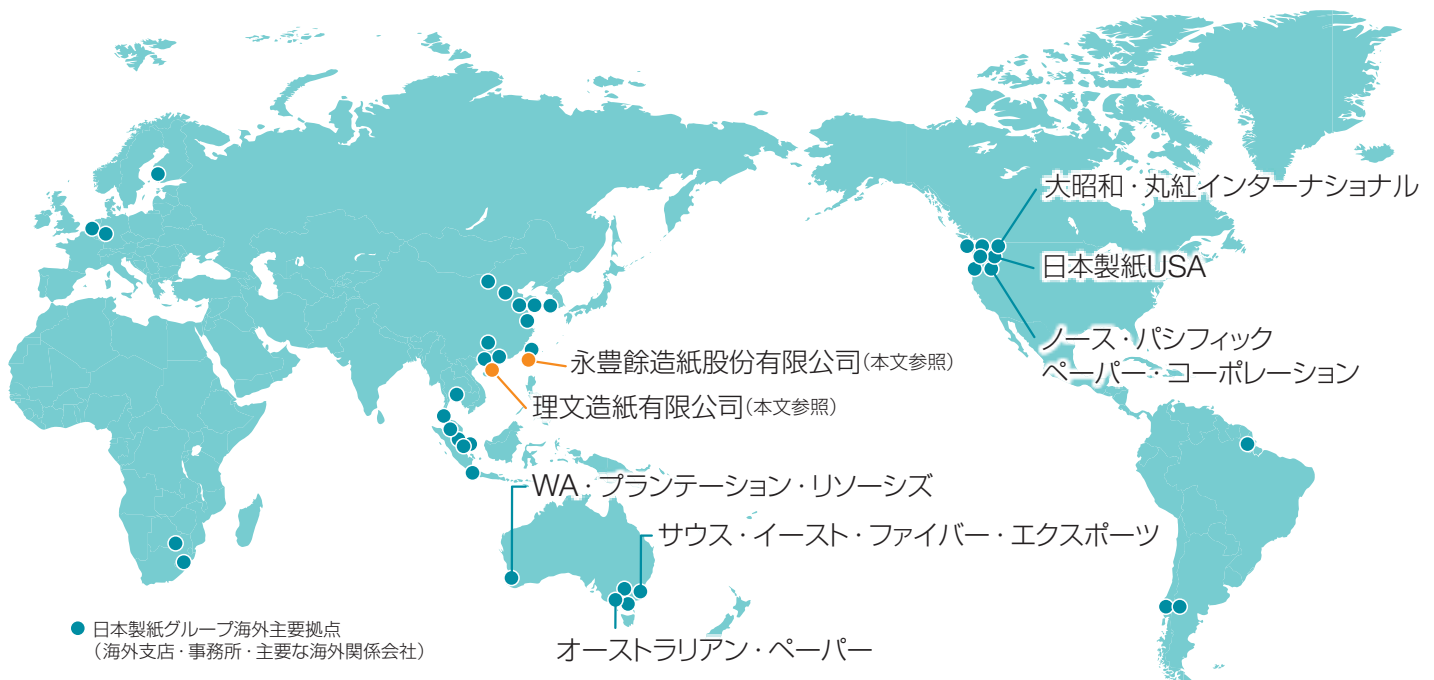 大昭和・丸紅インターナショナル
日本製紙USA
ノース・パシフィック
ペーパー・コーポレーション
永豊餘造紙股份有限公司(本文参照)
理文造紙有限公司(本文参照)
WA・プランテーション・リソーシズ
サウス・イースト・ファイバー・エクスポーツ
オーストラリアン・ペーパー
日本製紙グループ海外主要拠点
(海外支店・事務所・主要な海外関係会社)